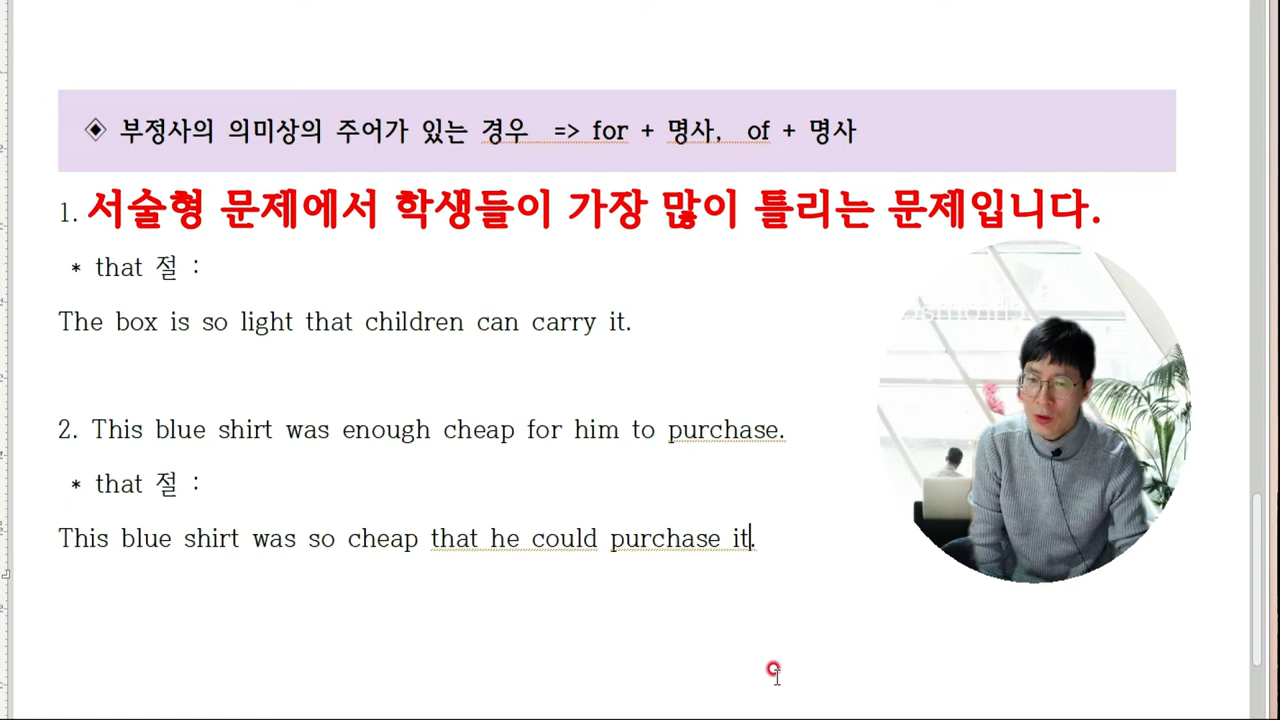 ◈ 부정사의 의미상의 주어가 있는 경우 => for + 명사, of + 명사
1. 서술형 문제에서 학생들이 가장 많이 틀리는 문제입니다.
* that 절 :
The box is so light that children can carry it.
2. This blue shirt was enough cheap for him to purchase.
* that 절 :
This blue shirt was so cheap that he could purchase it.